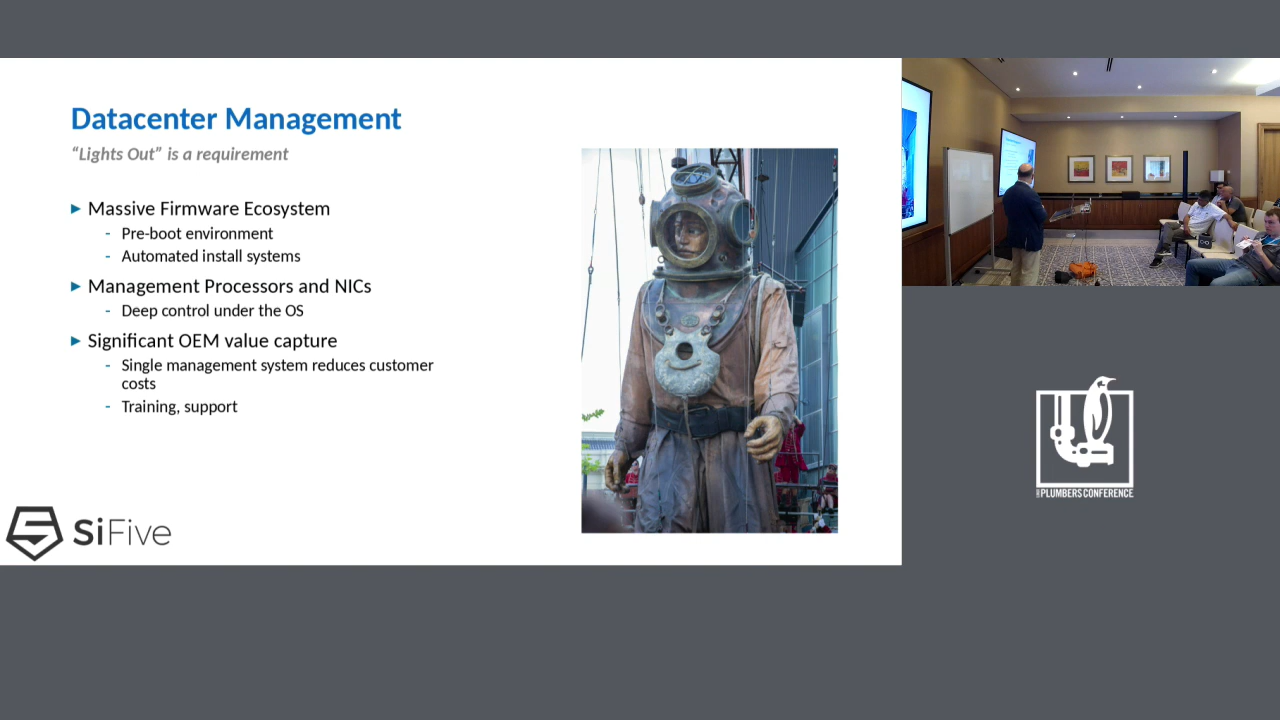 Datacenter Management
“Lights Out” is a requirement
► Massive Firmware Ecosystem
- Pre-boot environment
- Automated install systems
► Management Processors and NICs
- Deep control under the OS
► Significant OEM value capture
- Single management system reduces customer
costs
- Training, support
SiFive
PLUMBERS CONFERENCE